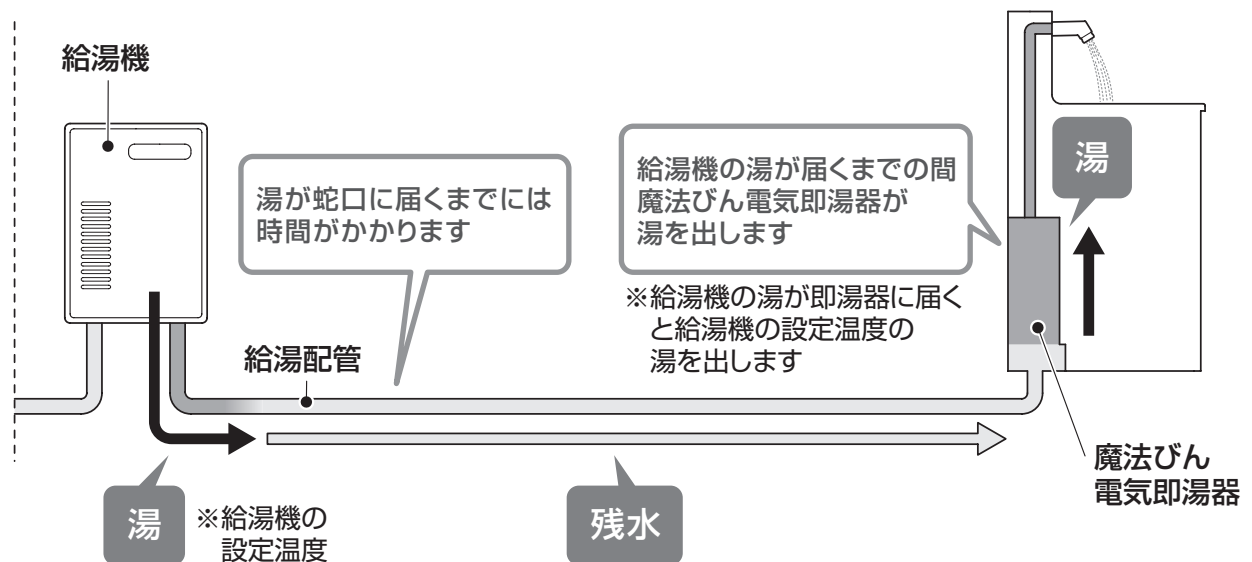 給湯機
湯が蛇口に届くまでには
時間がかかります
給湯機の湯が届くまでの間
魔法びん電気即湯器が
湯を出します
※給湯機の湯が即湯器に届く
と給湯機の設定温度の
湯を出します
湯
給湯配管
魔法びん
電気即湯器
湯
※給湯機の
設定温度
残水